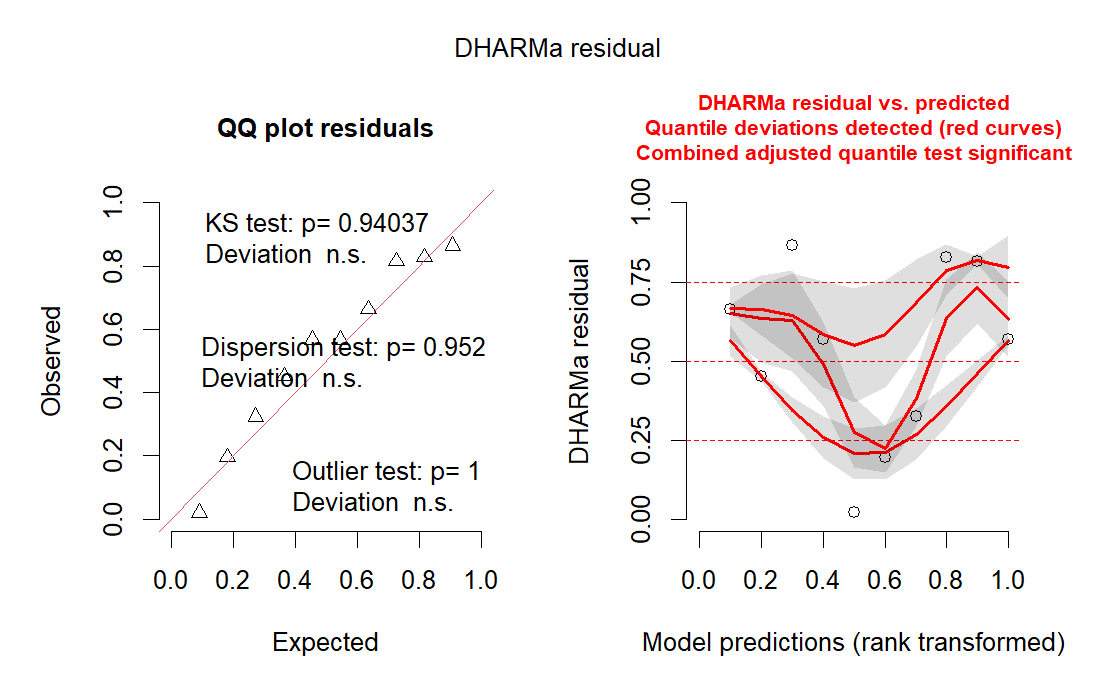 DHARMa residual
QQ plot residuals
KS test: p= 0.94037
Deviation n.s.
Dispersion test: p= 0.952
Deviation n.s.
Outlier test: p= 1
Deviation n.s.
Observed
0.0 0.2 0.4 0.6 0.8 1.0
0.0 0.2 0.4 0.6 0.8 1.0
Expected
DHARMa residual vs. predicted
Quantile deviations detected (red curves)
Combined adjusted quantile test significant
DHARMa residual
0.00 0.25 0.50 0.75 1.00
0.0 0.2 0.4 0.6 0.8 1.0
Model predictions (rank transformed)